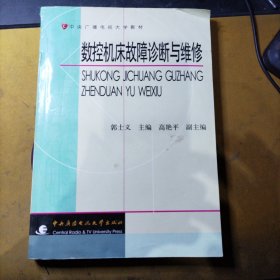 中央广播电视大学教材
数控机床故障诊断与维修
SHUKONG JICHUANG GUZHANG
ZHENDUAN YU WEIXIU
郭士义 主编 高艳平 副主编
中央广播电视大学出版社
Central Radio & TV University Press